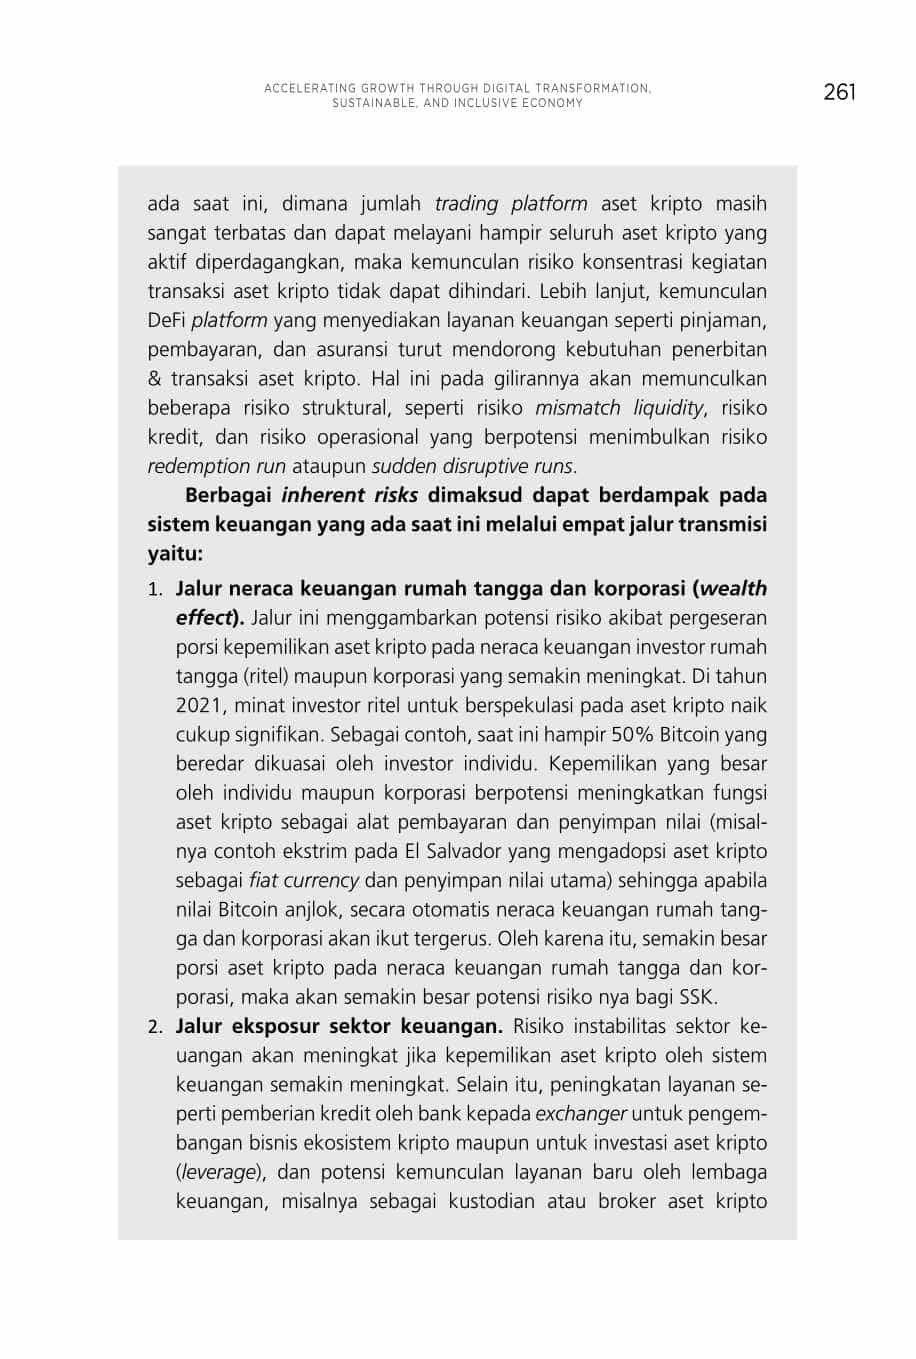 ACCELERATING GROWTH THROUGH DIGITAL TRANSFORMATION,
SUSTAINABLE, AND INCLUSIVE ECONOMY
261
ada saat ini, dimana jumlah trading platform aset kripto masih
sangat terbatas dan dapat melayani hampir seluruh aset kripto yang
aktif diperdagangkan, maka kemunculan risiko konsentrasi kegiatan
transaksi aset kripto tidak dapat dihindari. Lebih lanjut, kemunculan
DeFi platform yang menyediakan layanan keuangan seperti pinjaman,
pembayaran, dan asuransi turut mendorong kebutuhan penerbitan
& transaksi aset kripto. Hal ini pada gilirannya akan memunculkan
beberapa risiko struktural, seperti risiko mismatch liquidity, risiko
kredit, dan risiko operasional yang berpotensi menimbulkan risiko
redemption run ataupun sudden disruptive runs.
Berbagai inherent risks dimaksud dapat berdampak pada
sistem keuangan yang ada saat ini melalui empat jalur transmisi
yaitu:
1. Jalur neraca keuangan rumah tangga dan korporasi (wealth
effect). Jalur ini menggambarkan potensi risiko akibat pergeseran
porsi kepemilikan aset kripto pada neraca keuangan investor rumah
tangga (ritel) maupun korporasi yang semakin meningkat. Di tahun
2021, minat investor ritel untuk berspekulasi pada aset kripto naik
cukup signifikan. Sebagai contoh, saat ini hampir 50% Bitcoin yang
beredar dikuasai oleh investor individu. Kepemilikan yang besar
oleh individu maupun korporasi berpotensi meningkatkan fungsi
aset kripto sebagai alat pembayaran dan penyimpan nilai (misal-
nya contoh ekstrim pada El Salvador yang mengadopsi aset kripto
sebagai fiat currency dan penyimpan nilai utama) sehingga apabila
nilai Bitcoin anjlok, secara otomatis neraca keuangan rumah tang-
ga dan korporasi akan ikut tergerus. Oleh karena itu, semakin besar
porsi aset kripto pada neraca keuangan rumah tangga dan kor-
porasi, maka akan semakin besar potensi risiko nya bagi SSK.
2. Jalur eksposur sektor keuangan. Risiko instabilitas sektor ke-
uangan akan meningkat jika kepemilikan aset kripto oleh sistem
keuangan semakin meningkat. Selain itu, peningkatan layanan se-
perti pemberian kredit oleh bank kepada exchanger untuk pengem-
bangan bisnis ekosistem kripto maupun untuk investasi aset kripto
(leverage), dan potensi kemunculan layanan baru oleh lembaga
keuangan, misalnya sebagai kustodian atau broker aset kripto